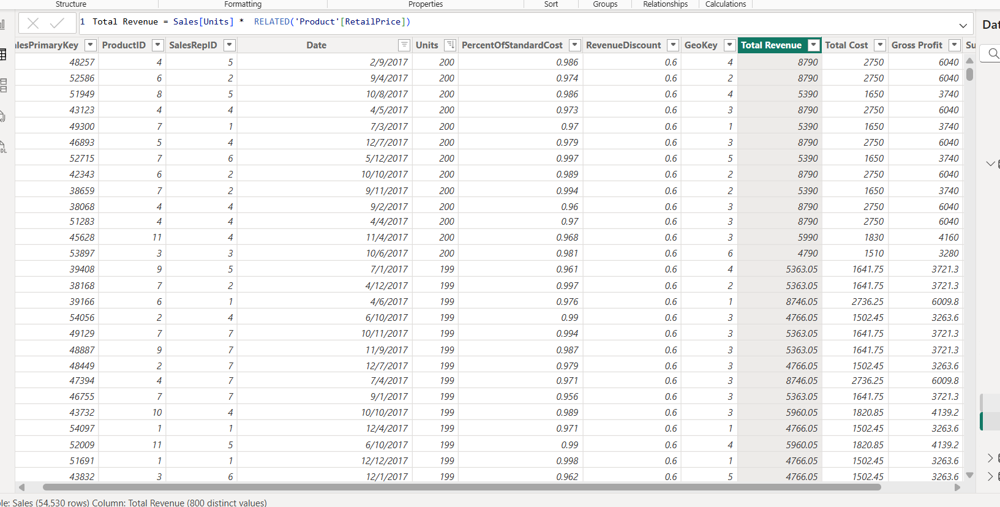 Structure Formatting Properties Sort Groups Relationships Calculations
1 Total Revenue = Sales[Units] * RELATED('Product'[RetailPrice])
Dat
lesPrimaryKey ProductID SalesRepID Date Units PercentOfStandardCost RevenueDiscount GeoKey Total Revenue Total Cost Gross Profit Su
48257 4 5 2/9/2017 200 0.986 0.6 4 8790 2750 6040
52586 6 2 9/4/2017 200 0.974 0.6 2 8790 2750 6040
51949 8 5 10/8/2017 200 0.986 0.6 4 5390 1650 3740
43123 4 4 4/5/2017 200 0.973 0.6 3 8790 2750 6040
49300 7 1 7/3/2017 200 0.97 0.6 1 5390 1650 3740
46893 5 4 12/7/2017 200 0.979 0.6 3 8790 2750 6040
52715 7 6 5/12/2017 200 0.997 0.6 5 5390 1650 3740
42343 6 2 10/10/2017 200 0.989 0.6 2 8790 2750 6040
38659 7 2 9/11/2017 200 0.994 0.6 2 5390 1650 3740
38068 4 4 9/2/2017 200 0.96 0.6 3 8790 2750 6040
51283 4 4 4/4/2017 200 0.97 0.6 3 8790 2750 6040
45628 11 4 11/4/2017 200 0.968 0.6 3 5990 1830 4160
53897 3 3 10/6/2017 200 0.981 0.6 6 4790 1510 3280
39408 9 5 7/1/2017 199 0.961 0.6 4 5363.05 1641.75 3721.3
38168 7 2 4/12/2017 199 0.997 0.6 2 5363.05 1641.75 3721.3
39166 6 1 4/6/2017 199 0.976 0.6 1 8746.05 2736.25 6009.8
54056 2 4 6/10/2017 199 0.99 0.6 3 4766.05 1502.45 3263.6
49129 7 7 10/11/2017 199 0.994 0.6 3 5363.05 1641.75 3721.3
48887 9 7 11/9/2017 199 0.987 0.6 3 5363.05 1641.75 3721.3
48449 2 7 12/7/2017 199 0.979 0.6 3 4766.05 1502.45 3263.6
47394 4 7 7/4/2017 199 0.971 0.6 3 8746.05 2736.25 6009.8
46755 7 7 9/1/2017 199 0.956 0.6 3 5363.05 1641.75 3721.3
43732 10 4 10/10/2017 199 0.989 0.6 3 5960.05 1820.85 4139.2
54097 1 1 12/4/2017 199 0.971 0.6 1 4766.05 1502.45 3263.6
52009 11 5 6/10/2017 199 0.99 0.6 4 5960.05 1820.85 4139.2
51691 1 1 12/12/2017 199 0.998 0.6 1 4766.05 1502.45 3263.6
43832 3 6 12/1/2017 199 0.962 0.6 5 4766.05 1502.45 3263.6
le: Sales (54,530 rows) Column: Total Revenue (800 distinct values)